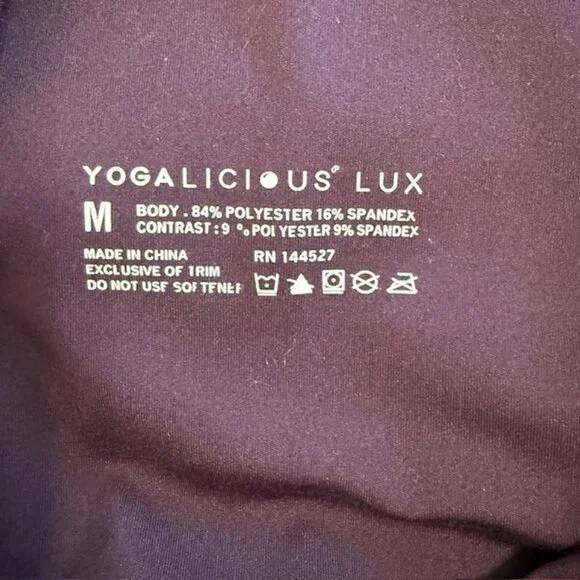 YOGALICIOUS® LUX
M
BODY . 84% POLYESTER 16% SPANDEX
CONTRAST : 9 % POLYESTER 9% SPANDEX
MADE IN CHINA
RN 144527
EXCLUSIVE OF TRIM
DO NOT USE SOFTENER